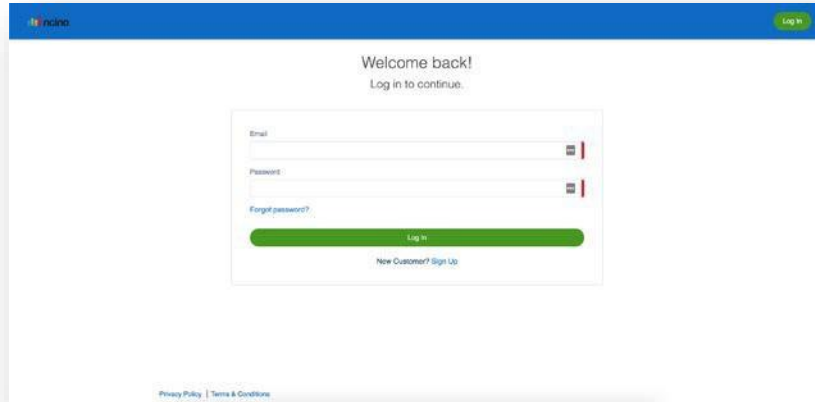 ncino
Log In
Welcome back!
Log in to continue.
Email
Password
Forgot password?
Log In
New Customer? Sign Up
Privacy Policy | Terms & Conditions